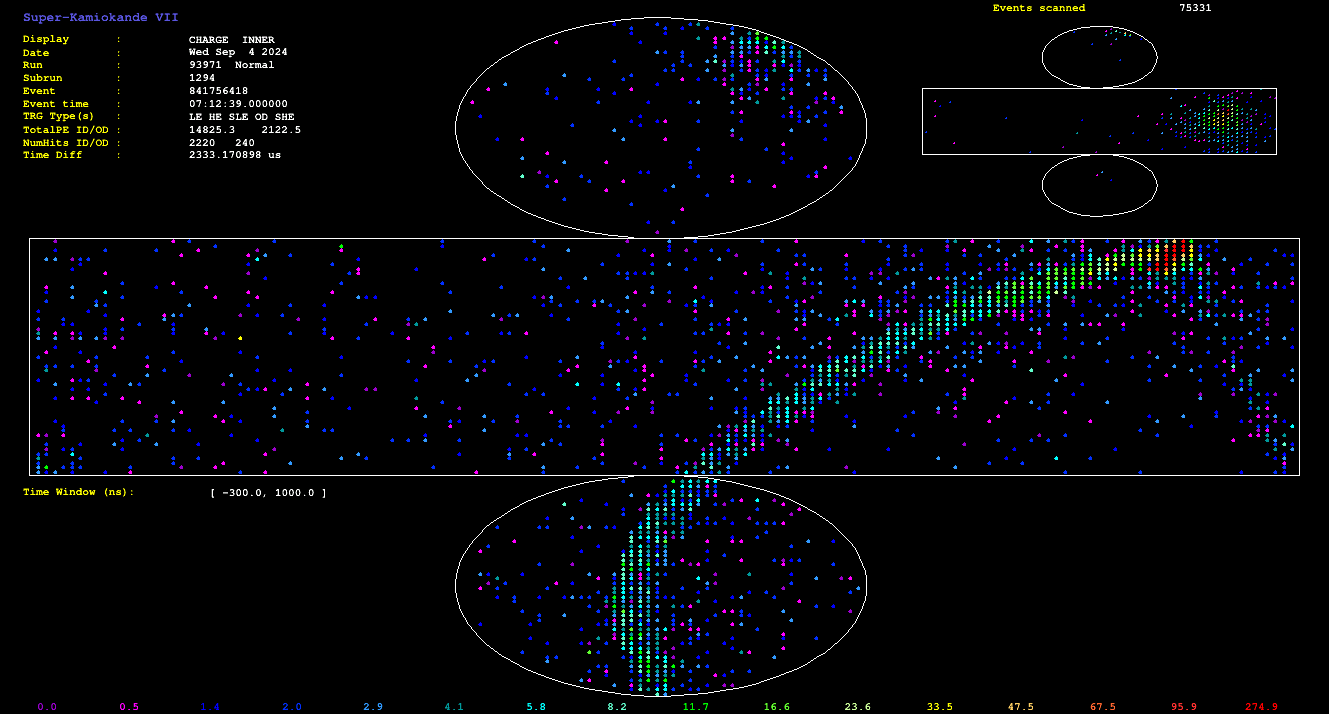 Super-Kamiokande VII
Events scanned 75331
Display : CHARGE INNER
Date : Wed Sep 4 2024
Run : 93971 Normal
Subrun : 1294
Event : 841756418
Event time : 07:12:39.000000
TRG Type(s) : LE HE SLE OD SHE
TotalPE ID/OD : 14825.3 2122.5
NumHits ID/OD : 2220 240
Time Diff : 2333.170898 us
Time Window (ns): [ -300.0, 1000.0 ]
0.0 0.5 1.4 2.0 2.9 4.1 5.8 8.2 11.7 16.6 23.6 33.5 47.5 67.5 95.9 274.9